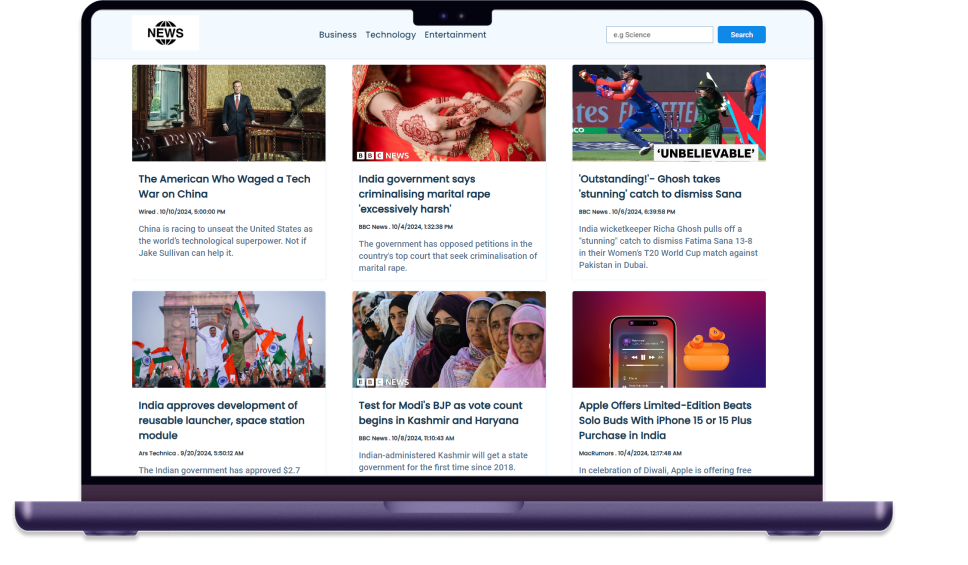 NEWS
Business Technology Entertainment
e.g Science
Search
BBC NEWS
'UNBELIEVABLE'
The American Who Waged a Tech
War on China
Wired . 10/10/2024, 5:00:00 PM
China is racing to unseat the United States as
the world's technological superpower. Not if
Jake Sullivan can help it.
India government says
criminalising marital rape
'excessively harsh'
BBC News . 10/4/2024, 1:32:38 PM
The government has opposed petitions in the
country's top court that seek criminalisation of
marital rape.
'Outstanding!'- Ghosh takes
'stunning' catch to dismiss Sana
BBC News . 10/6/2024, 6:39:58 PM
India wicketkeeper Richa Ghosh pulls off a
"stunning" catch to dismiss Fatima Sana 13-8
in their Women's T20 World Cup match against
Pakistan in Dubai.
BBC NEWS
India approves development of
reusable launcher, space station
module
Ars Technica . 9/20/2024, 5:50:12 AM
The Indian government has approved $2.7
Test for Modi's BJP as vote count
begins in Kashmir and Haryana
BBC News . 10/8/2024, 11:10:43 AM
Indian-administered Kashmir will get a state
government for the first time since 2018.
Apple Offers Limited-Edition Beats
Solo Buds With iPhone 15 or 15 Plus
Purchase in India
MacRumors . 10/4/2024, 12:17:48 AM
In celebration of Diwali, Apple is offering free